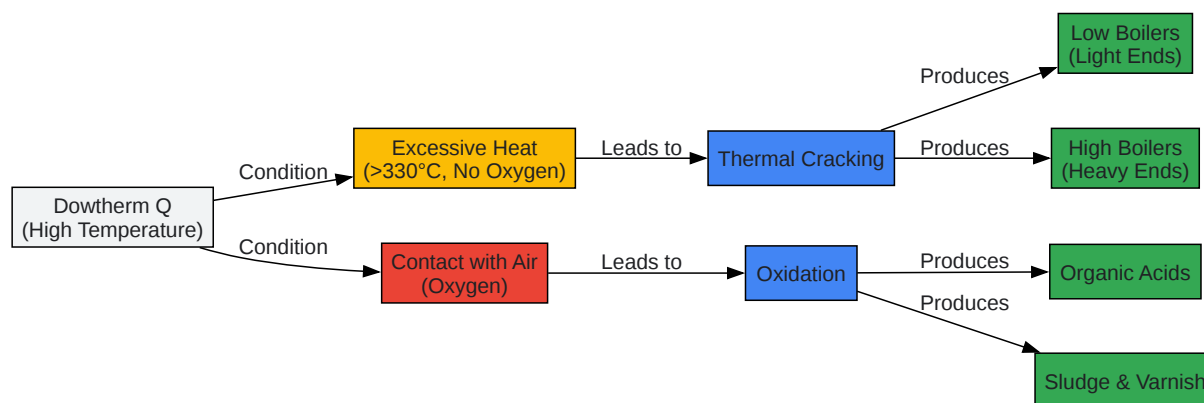 Low Boilers
(Light Ends)
Produces
Excessive Heat
(>330°C, No Oxygen)
Leads to
Thermal Cracking
Produces
High Boilers
(Heavy Ends)
Condition
Dowtherm Q
(High Temperature)
Condition
Contact with Air
(Oxygen)
Leads to
Oxidation
Produces
Organic Acids
Produces
Sludge & Varnish